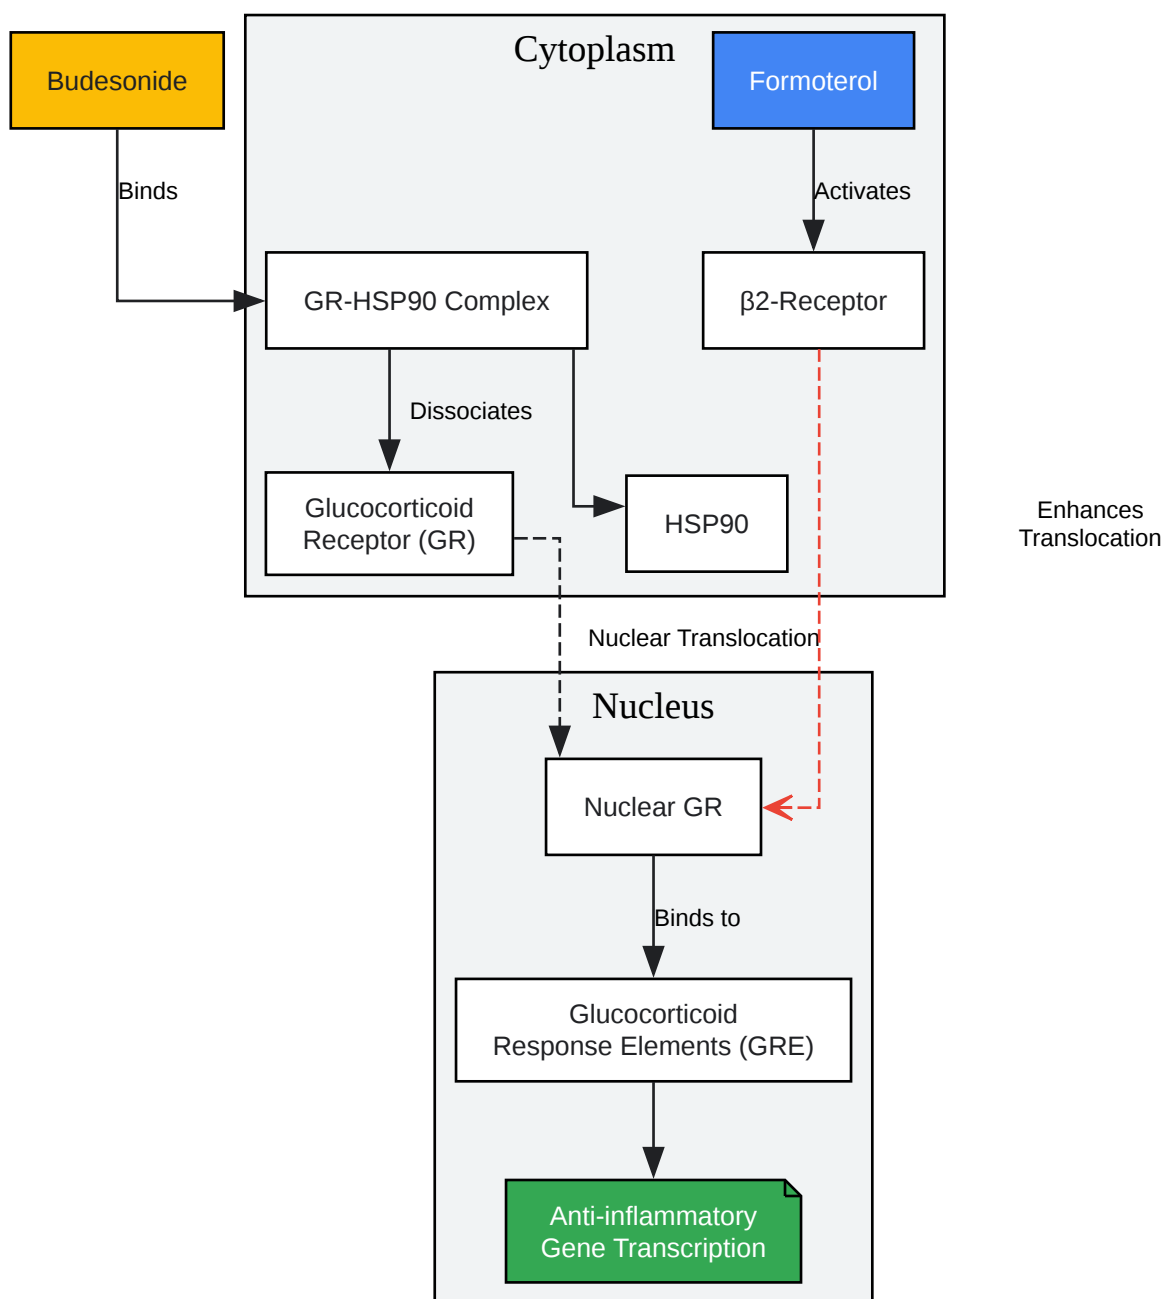 Cytoplasm
Budesonide
Formoterol
Binds
Activates
GR-HSP90 Complex
β2-Receptor
Dissociates
Glucocorticoid
Receptor (GR)
HSP90
Enhances
Translocation
Nuclear Translocation
Nucleus
Nuclear GR
Binds to
Glucocorticoid
Response Elements (GRE)
Anti-inflammatory
Gene Transcription